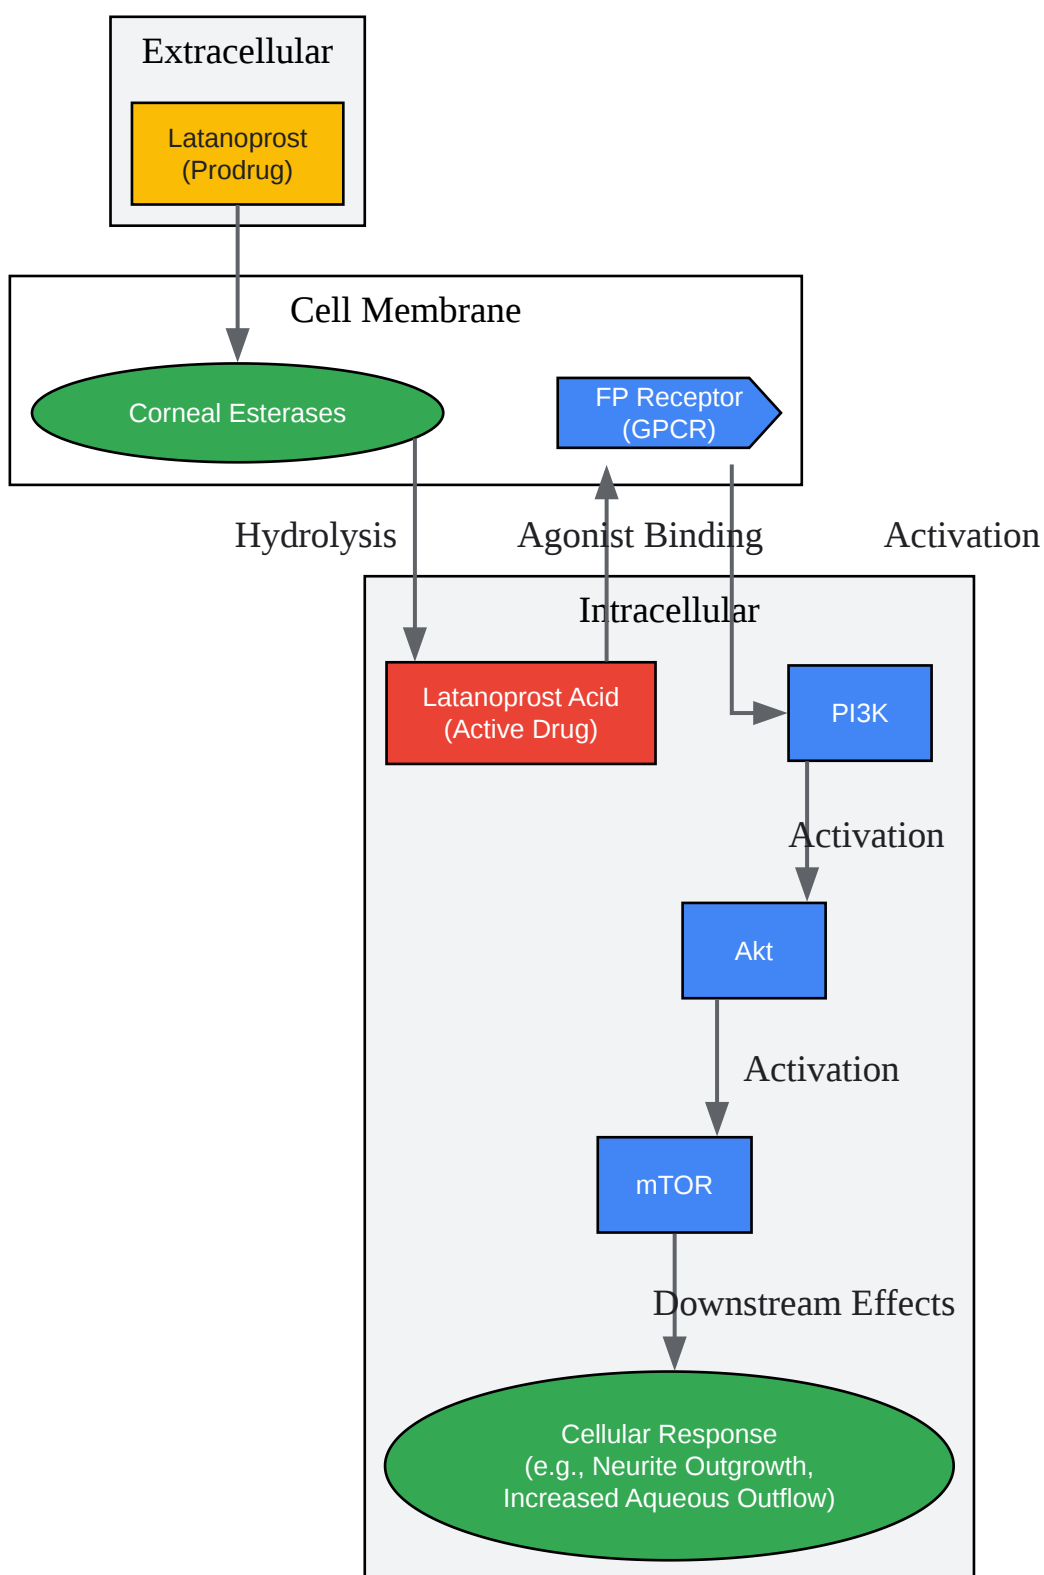 Extracellular
Latanoprost
(Prodrug)
Cell Membrane
Corneal Esterases
FP Receptor
(GPCR)
Hydrolysis
Agonist Binding
Activation
Intracellular
Latanoprost Acid
(Active Drug)
PI3K
Activation
Akt
Activation
mTOR
Downstream Effects
Cellular Response
(e.g., Neurite Outgrowth,
Increased Aqueous Outflow)